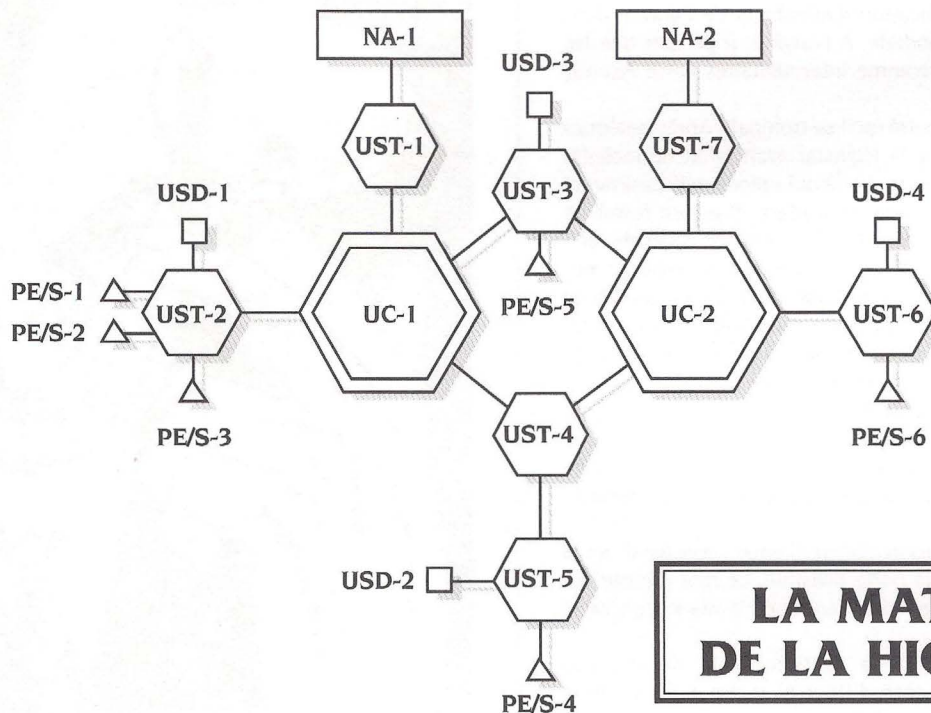 NA-1
NA-2
USD-3
UST-1
UST-7
UST-3
USD-1
USD-4
PE/S-1
UST-2
UC-1
PE/S-5
UC-2
UST-6
PE/S-2
PE/S-3
UST-4
PE/S-6
USD-2
UST-5
PE/S-4
LA MAT
DE LA HIG